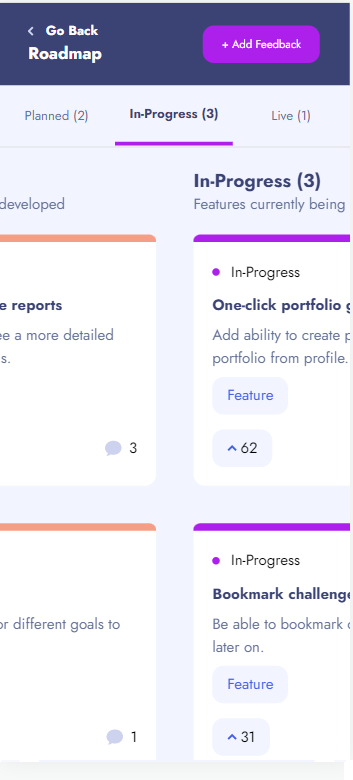 Go Back
Roadmap
+ Add Feedback
Planned (2)
In-Progress (3)
Live (1)
In-Progress (3)
developed
Features currently being
In-Progress
e reports
One-click portfolio g
ee a more detailed
Add ability to create p
s.
portfolio from profile.
Feature
3
62
In-Progress
Bookmark challenge
or different goals to
Be able to bookmark
later on.
Feature
1
31